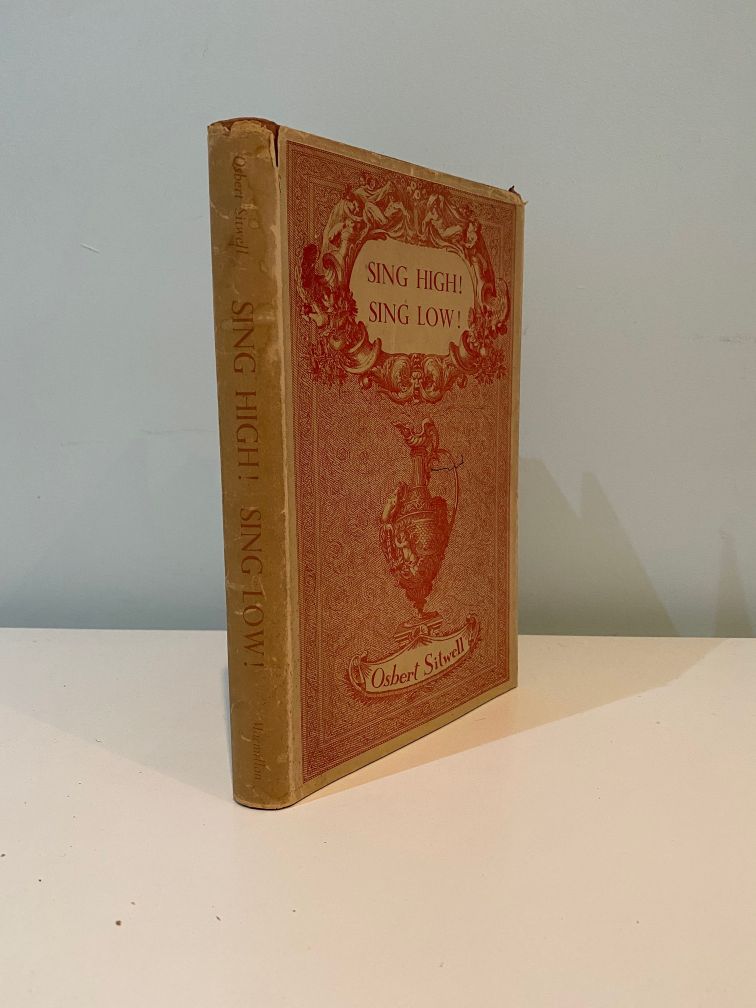 Osbert Sitwell
SING HIGH! SING LOW!
Macmillan
SING HIGH!
SING LOW!
Osbert Sitwell